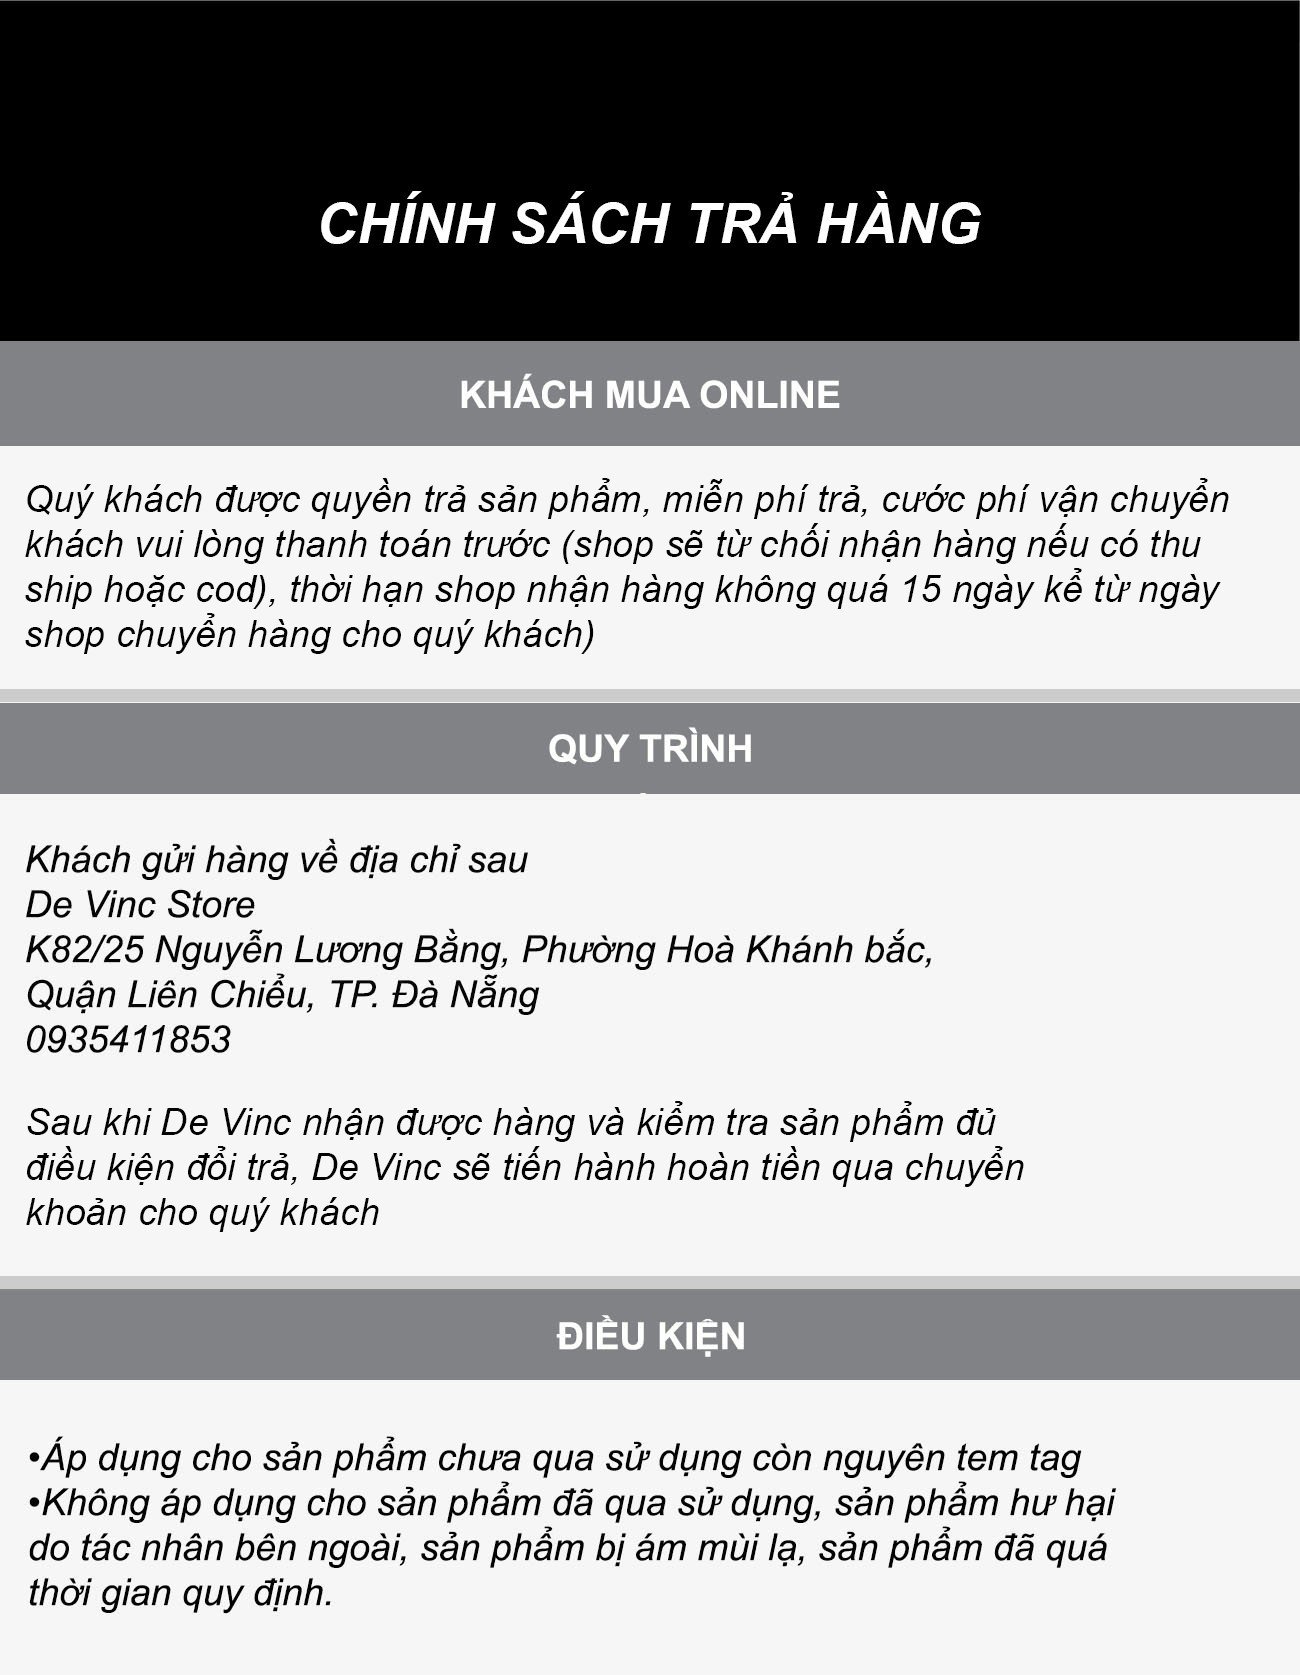 CHÍNH SÁCH TRẢ HÀNG
KHÁCH MUA ONLINE
Quý khách được quyền trả sản phẩm, miễn phí trả, cước phí vận chuyển
khách vui lòng thanh toán trước (shop sẽ từ chối nhận hàng nếu có thu
ship hoặc cod), thời hạn shop nhận hàng không quá 15 ngày kể từ ngày
shop chuyển hàng cho quý khách)
QUY TRÌNH
Khách gửi hàng về địa chỉ sau
De Vinc Store
K82/25 Nguyễn Lương Bằng, Phường Hoà Khánh bắc,
Quận Liên Chiểu, TP. Đà Nẵng
0935411853
Sau khi De Vinc nhận được hàng và kiểm tra sản phẩm đủ
điều kiện đổi trả, De Vinc sẽ tiến hành hoàn tiền qua chuyển
khoản cho quý khách
ĐIỀU KIỆN
•Áp dụng cho sản phẩm chưa qua sử dụng còn nguyên tem tag
•Không áp dụng cho sản phẩm đã qua sử dụng, sản phẩm hư hại
do tác nhân bên ngoài, sản phẩm bị ám mùi lạ, sản phẩm đã quá
thời gian quy định.